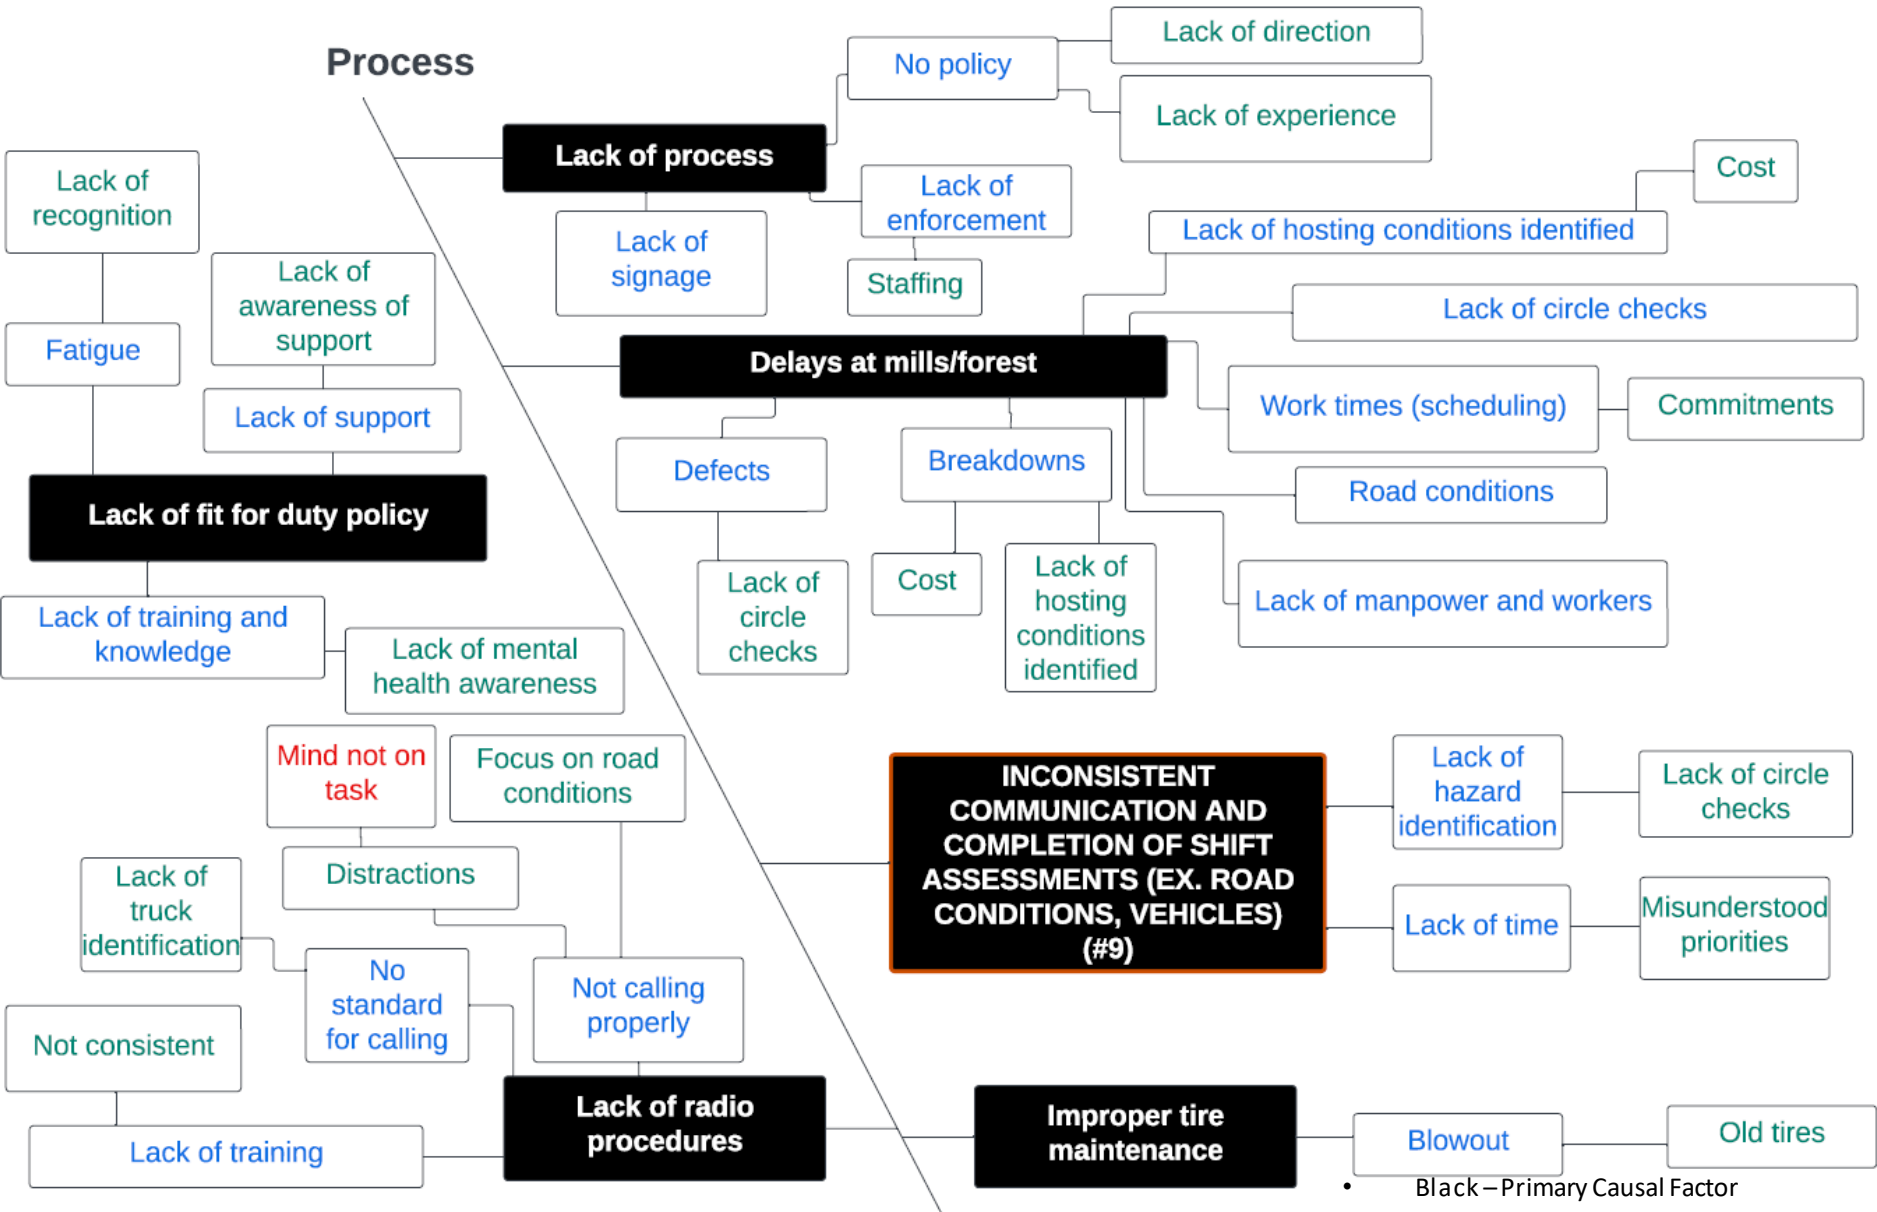 Process
Lack of direction
No policy
Lack of experience
Lack of process
Cost
Lack of
recognition
Lack of
enforcement
Lack of hosting conditions identified
Lack of
signage
Staffing
Lack of
awareness of
support
Lack of circle checks
Fatigue
Delays at mills/forest
Work times (scheduling)
Commitments
Lack of support
Defects
Breakdowns
Road conditions
Lack of fit for duty policy
Lack of
circle
checks
Cost
Lack of
hosting
conditions
identified
Lack of manpower and workers
Lack of training and
knowledge
Lack of mental
health awareness
Mind not on
task
Focus on road
conditions
INCONSISTENT
COMMUNICATION AND
COMPLETION OF SHIFT
ASSESSMENTS (EX. ROAD
CONDITIONS, VEHICLES)
(#9)
Lack of
hazard
identification
Lack of circle
checks
Distractions
Lack of
truck
identification
Lack of time
Misunderstood
priorities
No
standard
for calling
Not calling
properly
Not consistent
Lack of radio
procedures
Improper tire
maintenance
Blowout
Old tires
Lack of training
• Black – Primary Causal Factor